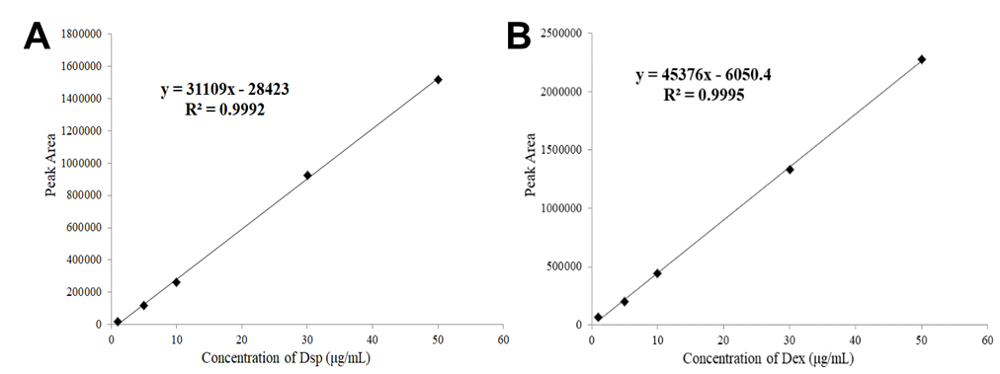 A
1800000
1600000
1400000
1200000
1000000
800000
600000
400000
200000
0
Peak Area
y = 31109x - 28423
R² = 0.9992
0 10 20 30 40 50 60
Concentration of Dsp (μg/mL)
B
2500000
2000000
1500000
1000000
500000
0
Peak Area
y = 45376x - 6050.4
R² = 0.9995
0 10 20 30 40 50 60
Concentration of Dex (μg/mL)